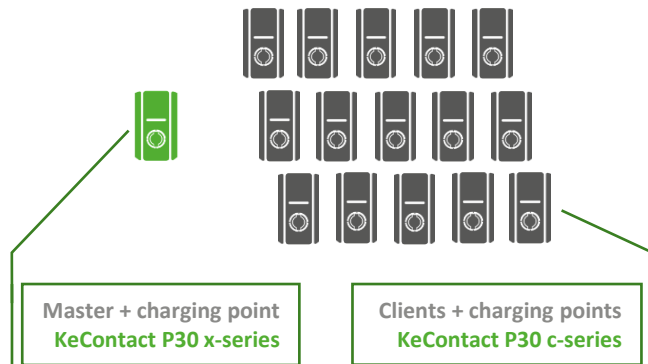 Master + charging point
KeContact P30 x-series
Clients + charging points
KeContact P30 c-series